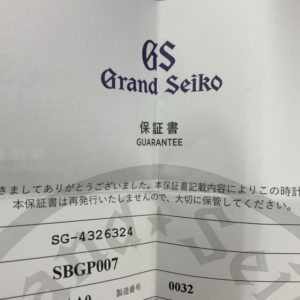 GS
Grand Seiko
保証書
GUARANTEE
きましてありがとうございました。本保証書記載内容によりこの時計
本保証書は再発行いたしませんので、大切に保管してください。
SG-4326324
SBGP007
製造番号 0032